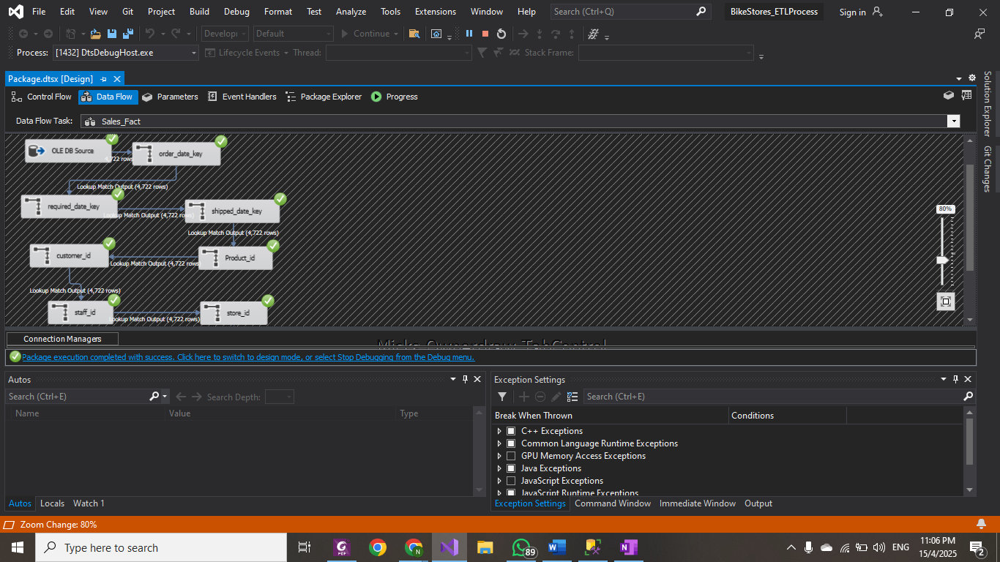 File Edit View Git Project Build Debug Format Test Analyze Tools Extensions Window Help Search (Ctrl+Q) BikeStores_ETLProcess Sign in
Developi Default Continue
Process: [1432] DtsDebugHost.exe Lifecycle Events Thread: Stack Frame:
Package.dtsx [Design]
Control Flow Data Flow Parameters Event Handlers Package Explorer Progress
Data Flow Task: Sales_Fact
Solution Explorer
Git Changes
OLE DB Source
4,722 rows
order_date_key
Lookup Match Output (4,722 rows)
required_date_key
Lookup Match Output (4,722 rows)
shipped_date_key
Lookup Match Output (4,722 rows)
customer_id
Lookup Match Output (4,722 rows
Product_id
Lookup Match Output (4,722 rows)
staff_id
Lookup Match Output (4,722 rows)
store_id
80%
Connection Managers
Package execution completed with success. Click here to switch to design mode, or select Stop Debugging from the Debug menu.
Autos
Search (Ctrl+E) Search Depth:
Name Value Type
Autos Locals Watch 1
Exception Settings
Search (Ctrl+E)
Break When Thrown Conditions
C++ Exceptions
Common Language Runtime Exceptions
GPU Memory Access Exceptions
Java Exceptions
JavaScript Exceptions
JavaScript Runtime Exceptions
Exception Settings Command Window Immediate Window Output
Zoom Change: 80%
Type here to search
PDF
N
89
ENG
11:06 PM
15/4/2025
2